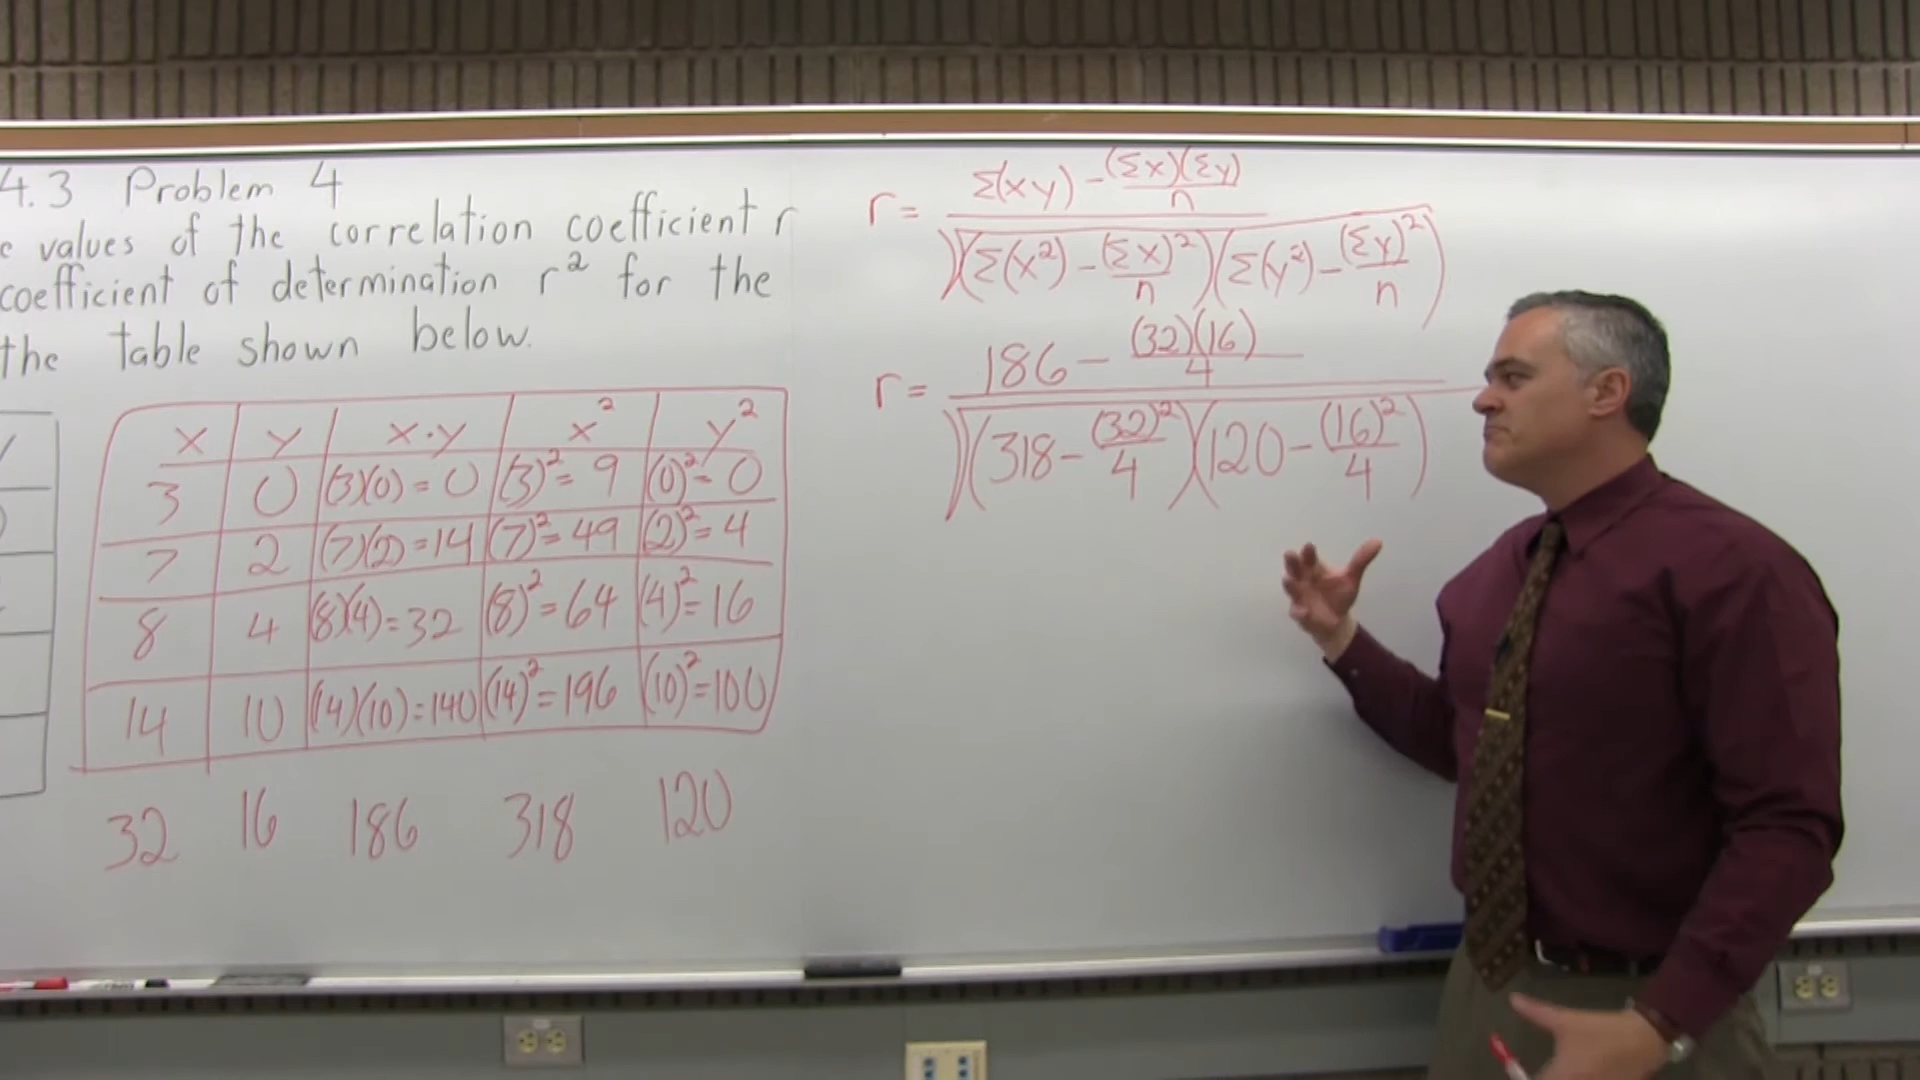 4.3 Problem 4
values of the correlation coefficient r
coefficient of determination r² for the
the table shown below.
x y x·y x² y²
3 0 (3)(0) = 0 (3)² = 9 (0)² = 0
7 2 (7)(2) = 14 (7)² = 49 (2)² = 4
8 4 (8)(4) = 32 (8)² = 64 (4)² = 16
14 10 (14)(10) = 140 (14)² = 196 (10)² = 100
32 16 186 318 120
r = (Σ(xy) - (Σx)(Σy)/n) / √((Σ(x²) - (Σx)²/n)(Σ(y²) - (Σy)²/n))
r = (186 - (32)(16)/4) / √((318 - (32)²/4)(120 - (16)²/4))